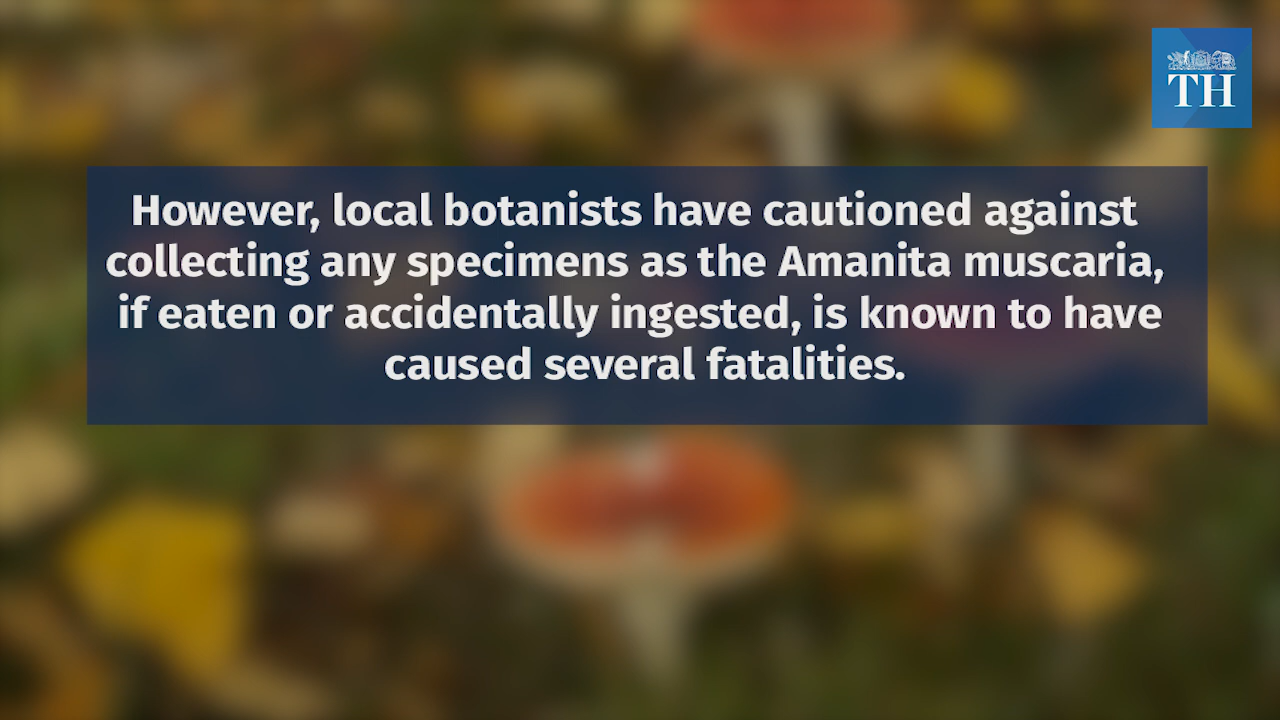 TH
However, local botanists have cautioned against
collecting any specimens as the Amanita muscaria,
if eaten or accidentally ingested, is known to have
caused several fatalities.